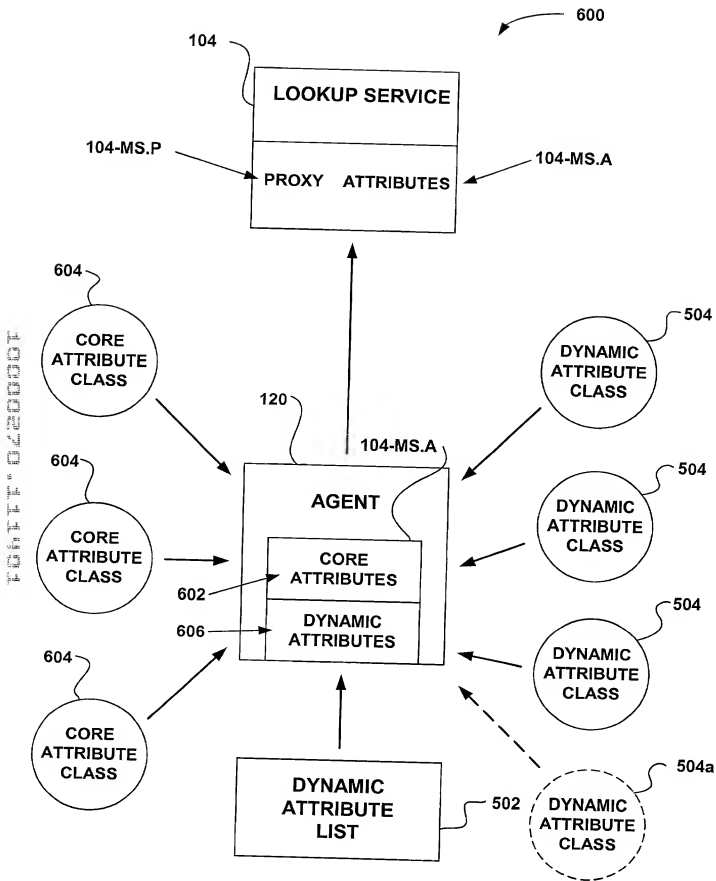 600
104
LOOKUP SERVICE
104-MS.P
104-MS.A
PROXY ATTRIBUTES
604
CORE
ATTRIBUTE
CLASS
504
DYNAMIC
ATTRIBUTE
CLASS
120
104-MS.A
604
CORE
ATTRIBUTE
CLASS
AGENT
504
DYNAMIC
ATTRIBUTE
CLASS
CORE
ATTRIBUTES
602
DYNAMIC
ATTRIBUTES
606
604
CORE
ATTRIBUTE
CLASS
504
DYNAMIC
ATTRIBUTE
CLASS
DYNAMIC
ATTRIBUTE
LIST
502
504a
DYNAMIC
ATTRIBUTE
CLASS